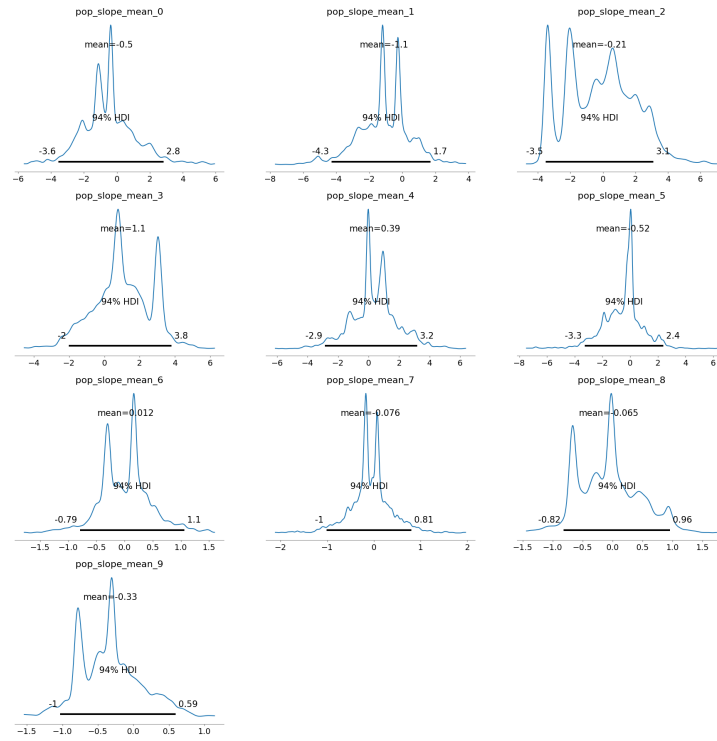 pop_slope_mean_0
mean=-0.5
94% HDI
-3.6 2.8
−6 −4 −2 0 2 4 6
pop_slope_mean_1
mean=-1.1
94% HDI
-4.3 1.7
−8 −6 −4 −2 0 2 4
pop_slope_mean_2
mean=-0.21
94% HDI
-3.5 3.1
−4 −2 0 2 4 6
pop_slope_mean_3
mean=1.1
94% HDI
-2 3.8
−4 −2 0 2 4 6
pop_slope_mean_4
mean=0.39
94% HDI
-2.9 3.2
−6 −4 −2 0 2 4 6
pop_slope_mean_5
mean=-0.52
94% HDI
-3.3 2.4
−8 −6 −4 −2 0 2 4 6
pop_slope_mean_6
mean=0.012
94% HDI
-0.79 1.1
−1.5 −1.0 −0.5 0.0 0.5 1.0 1.5
pop_slope_mean_7
mean=-0.076
94% HDI
-1 0.81
−2 −1 0 1 2
pop_slope_mean_8
mean=-0.065
94% HDI
-0.82 0.96
−1.5 −1.0 −0.5 0.0 0.5 1.0 1.5
pop_slope_mean_9
mean=-0.33
94% HDI
-1 0.59
−1.5 −1.0 −0.5 0.0 0.5 1.0